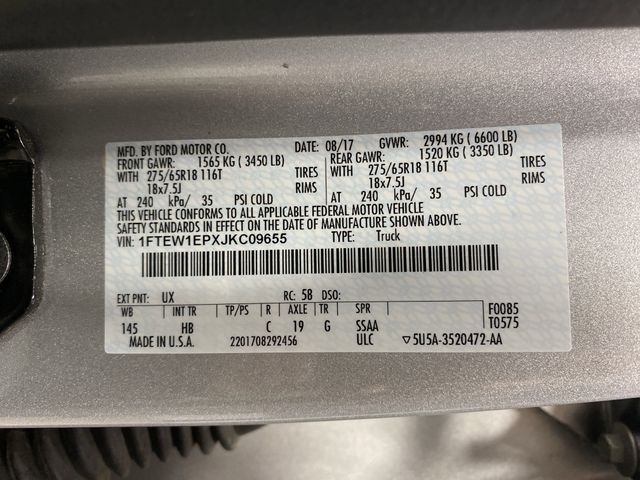 MFD. BY FORD MOTOR CO. DATE: 08/17 GVWR: 2994 KG ( 6600 LB)
FRONT GAWR: 1565 KG ( 3450 LB) REAR GAWR: 1520 KG ( 3350 LB)
WITH 275/65R18 116T TIRES WITH 275/65R18 116T TIRES
18x7.5J RIMS 18x7.5J RIMS
AT 240 kPa/ 35 PSI COLD AT 240 kPa/ 35 PSI COLD
THIS VEHICLE CONFORMS TO ALL APPLICABLE FEDERAL MOTOR VEHICLE
SAFETY STANDARDS IN EFFECT ON THE DATE OF MANUFACTURE SHOWN ABOVE.
VIN: 1FTEW1EPXJKC09655 TYPE: Truck
EXT PNT: UX RC: 58 DSO:
WB INT TR TP/PS R AXLE TR SPR F0085
145 HB C 19 G SSAA T0575
MADE IN U.S.A. 2201708292456 ULC ▽5U5A-3520472-AA